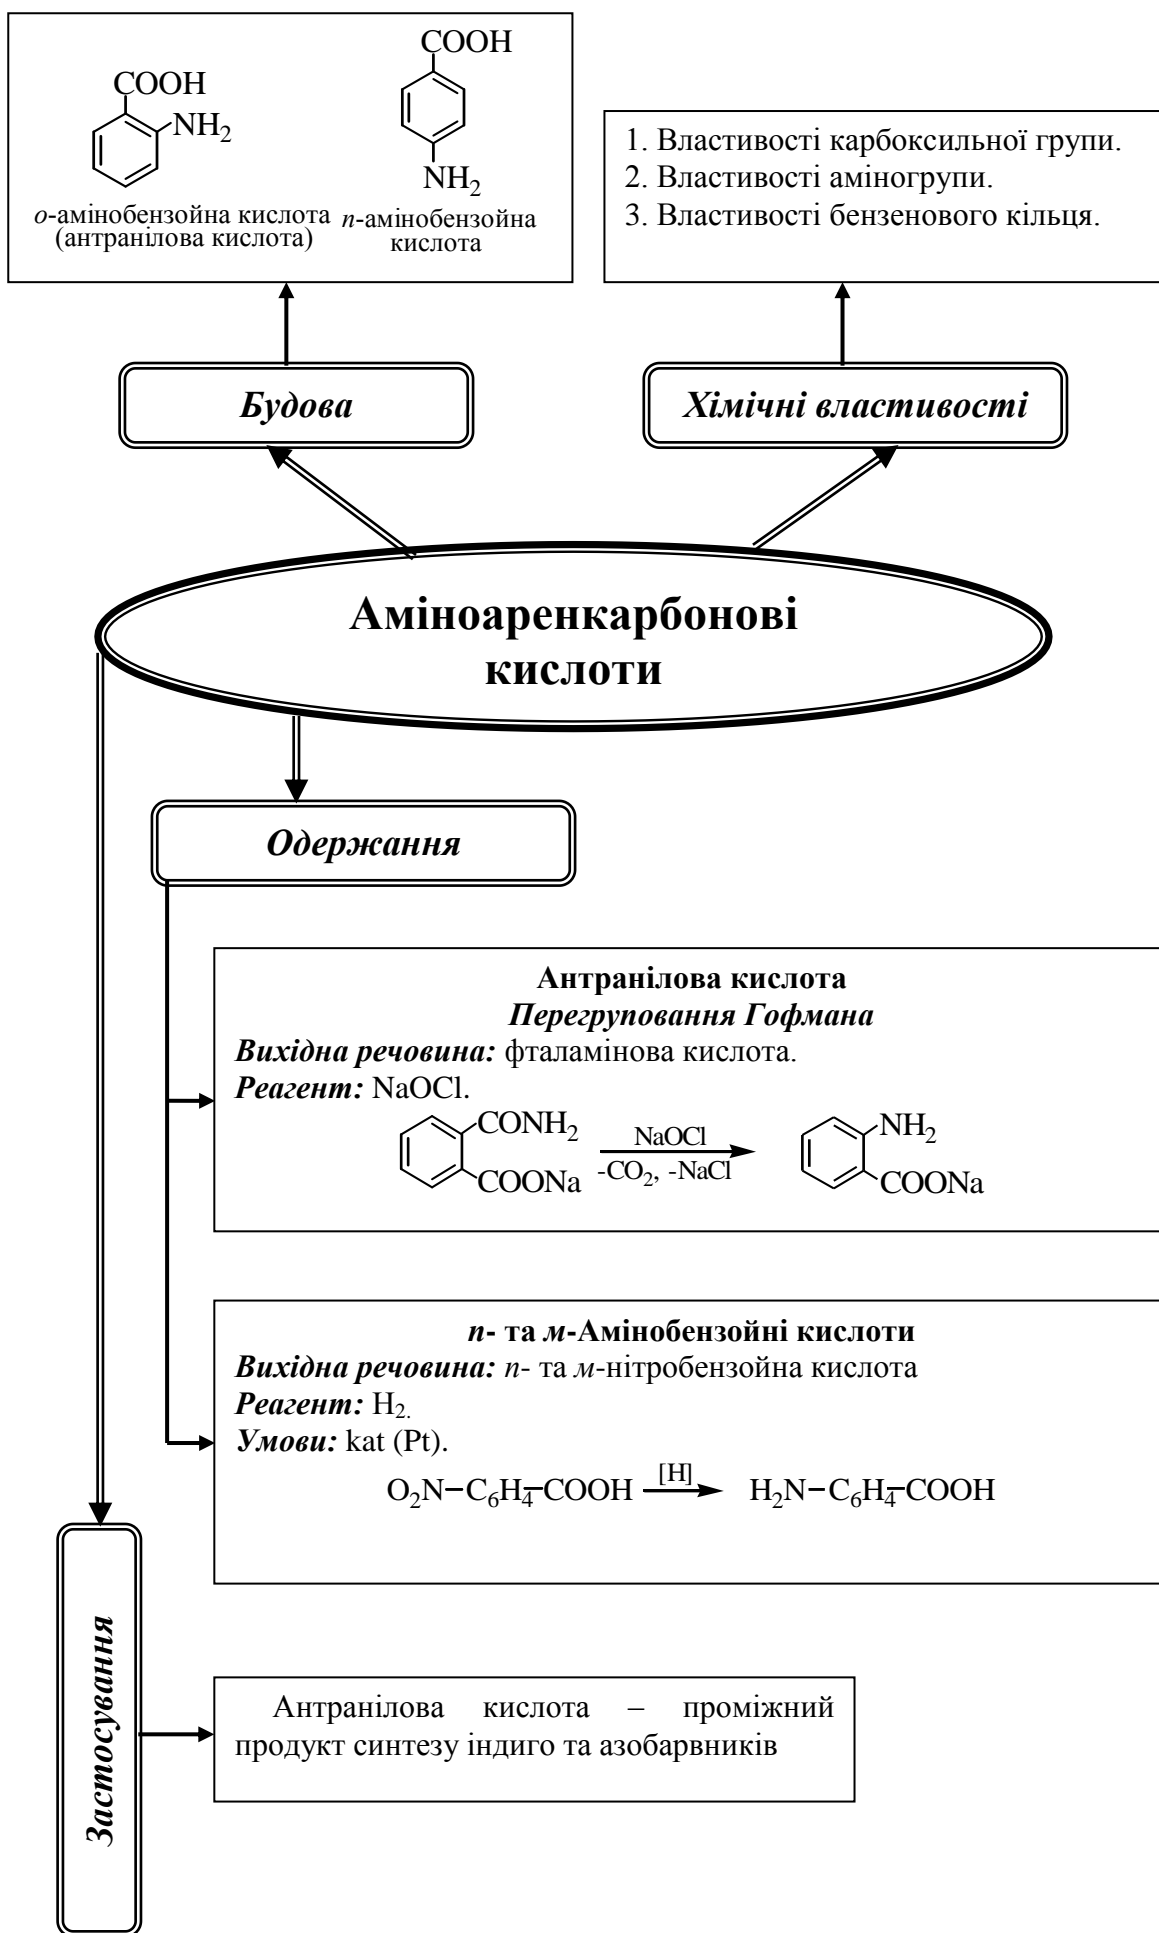 COOH
NH2
о-амінобензойна кислота
(антранілова кислота)
COOH
NH2
п-амінобензойна
кислота
1. Властивості карбоксильної групи.
2. Властивості аміногрупи.
3. Властивості бензенового кільця.
Будова
Хімічні властивості
Аміноаренкарбонові
кислоти
Одержання
Антранілова кислота
Перегруповання Гофмана
Вихідна речовина: фталамінова кислота.
Реагент: NaOCl.
CONH2
COONa
NaOCl
-CO2, -NaCl
NH2
COONa
п- та м-Амінобензойні кислоти
Вихідна речовина: п- та м-нітробензойна кислота
Реагент: H2.
Умови: kat (Pt).
O2N–C6H4–COOH [H] H2N–C6H4–COOH
Застосування
Антранілова кислота – проміжний
продукт синтезу індиго та азобарвників